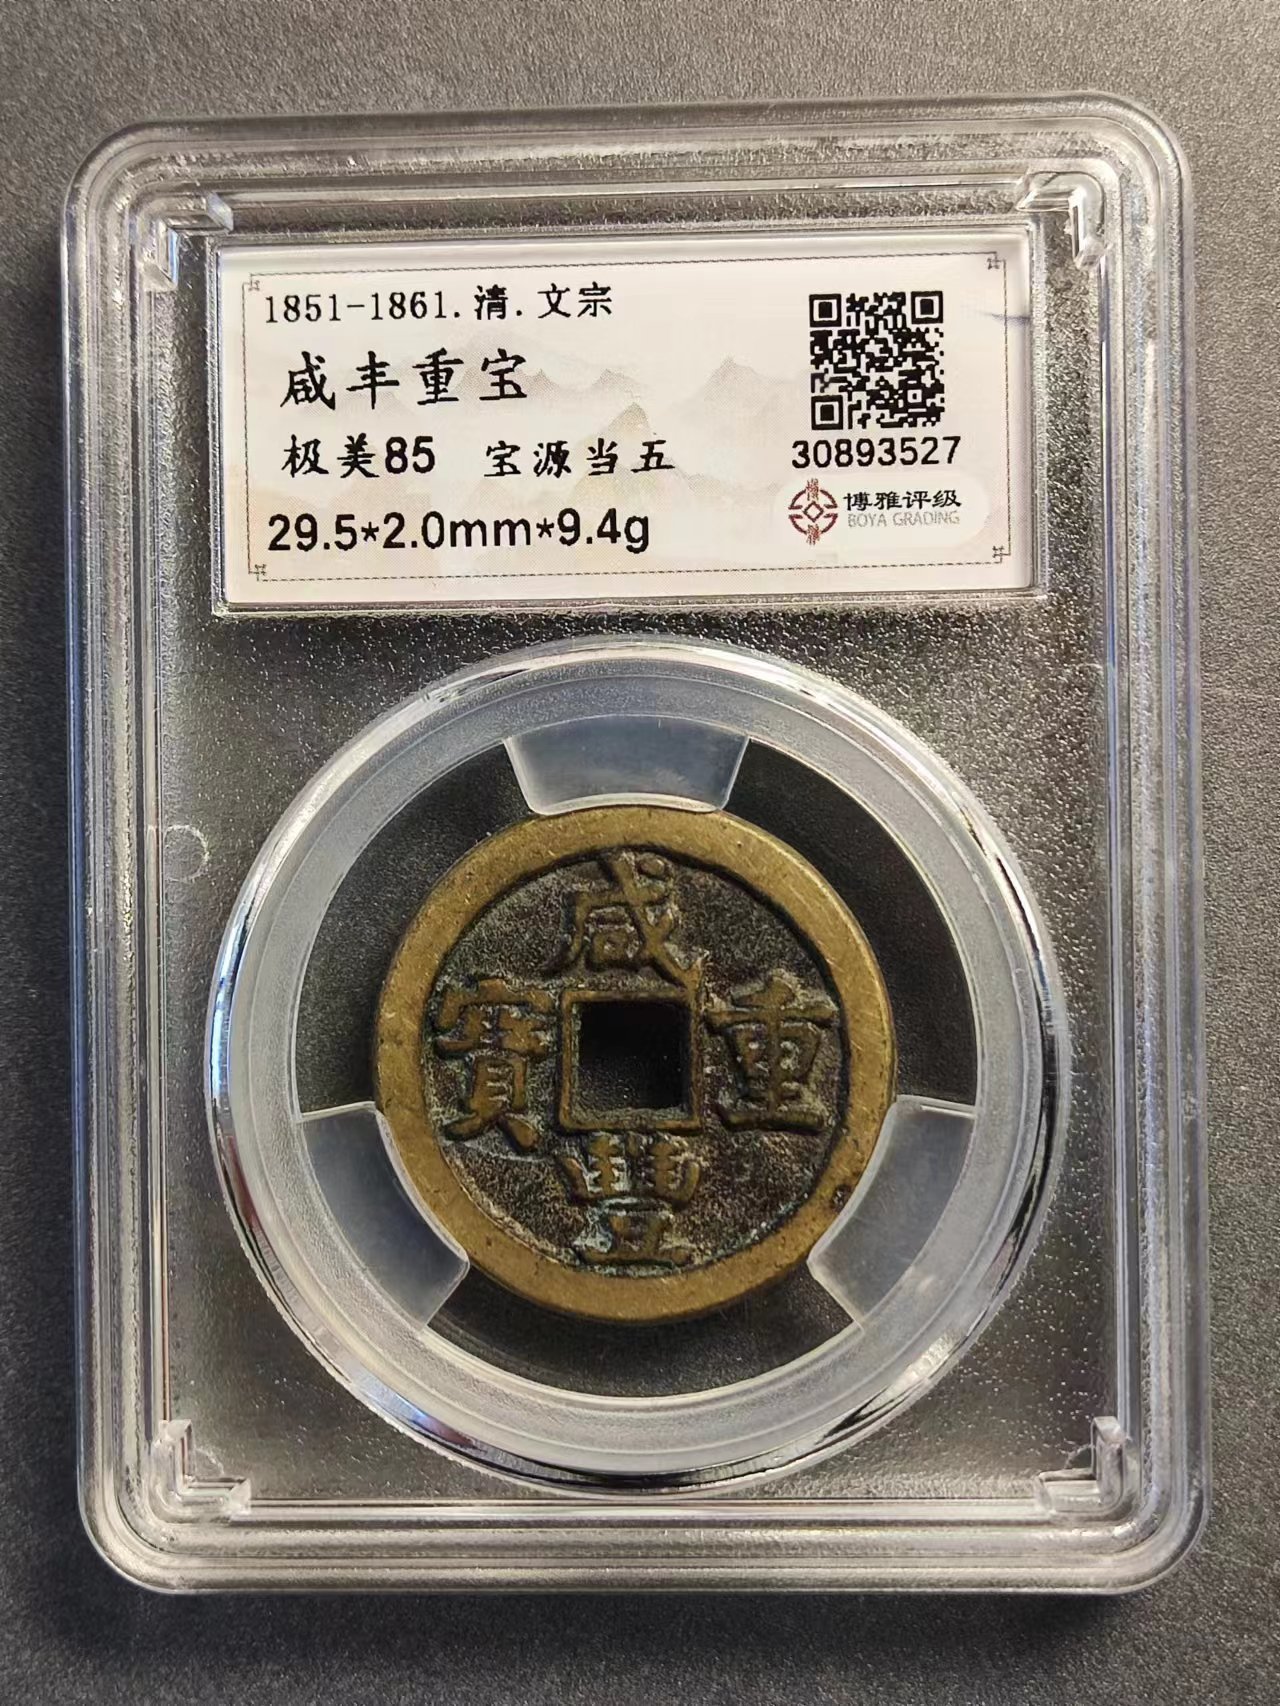 1851-1861.清.文宗
咸丰重宝
极美85 宝源当五
29.5*2.0mm*9.4g
30893527
博雅评级
BOYA GRADING
咸
寶 重
豐